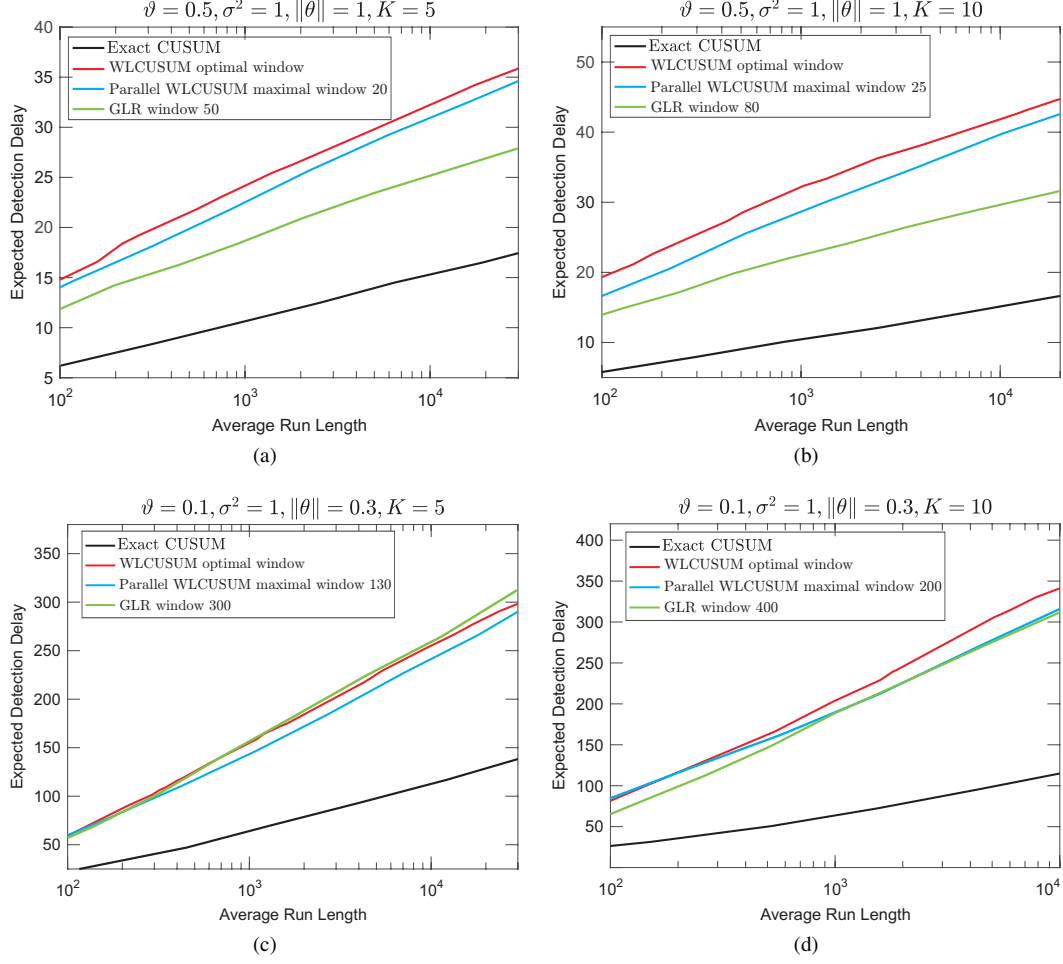 ϑ = 0.5, σ² = 1, ‖θ‖ = 1, K = 5
40
35
30
25
20
15
10
5
Expected Detection Delay
Exact CUSUM
WLCUSUM optimal window
Parallel WLCUSUM maximal window 20
GLR window 50
10²
10³
10⁴
Average Run Length
(a)
ϑ = 0.5, σ² = 1, ‖θ‖ = 1, K = 10
50
40
30
20
10
Expected Detection Delay
Exact CUSUM
WLCUSUM optimal window
Parallel WLCUSUM maximal window 25
GLR window 80
10²
10³
10⁴
Average Run Length
(b)
ϑ = 0.1, σ² = 1, ‖θ‖ = 0.3, K = 5
350
300
250
200
150
100
50
Expected Detection Delay
Exact CUSUM
WLCUSUM optimal window
Parallel WLCUSUM maximal window 130
GLR window 300
10²
10³
10⁴
Average Run Length
(c)
ϑ = 0.1, σ² = 1, ‖θ‖ = 0.3, K = 10
400
350
300
250
200
150
100
50
Expected Detection Delay
Exact CUSUM
WLCUSUM optimal window
Parallel WLCUSUM maximal window 200
GLR window 400
10²
10³
10⁴
Average Run Length
(d)